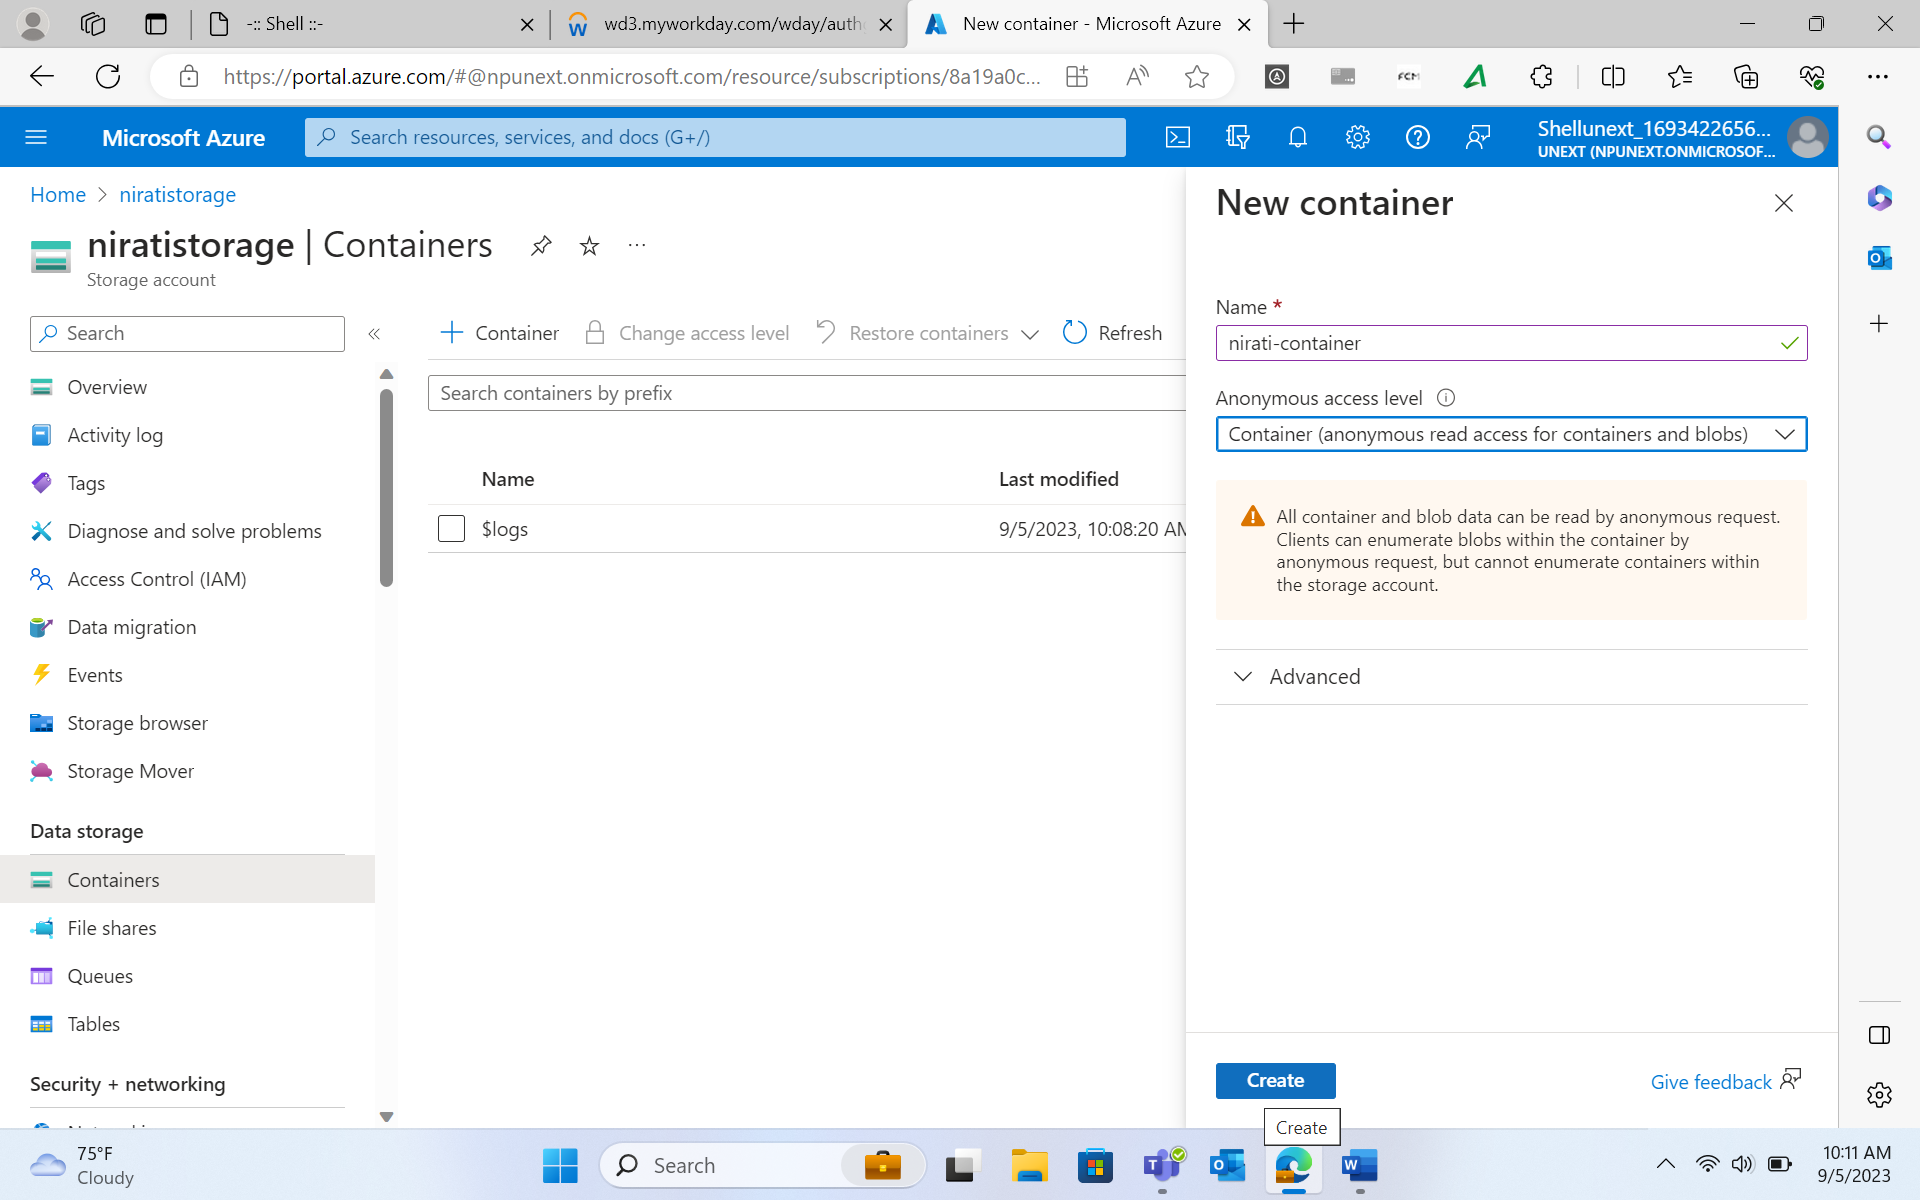 -:: Shell ::-
wd3.myworkday.com/wday/auth
New container - Microsoft Azure
https://portal.azure.com/#@npunext.onmicrosoft.com/resource/subscriptions/8a19a0c...
FCM
Microsoft Azure
Search resources, services, and docs (G+/)
Shellunext_1693422656...
UNEXT (NPUNEXT.ONMICROSOF...
Home > niratistorage
niratistorage | Containers
Storage account
Search
Container
Change access level
Restore containers
Refresh
Search containers by prefix
Name
Last modified
$logs
9/5/2023, 10:08:20 AM
Overview
Activity log
Tags
Diagnose and solve problems
Access Control (IAM)
Data migration
Events
Storage browser
Storage Mover
Data storage
Containers
File shares
Queues
Tables
Security + networking
New container
Name *
nirati-container
Anonymous access level
Container (anonymous read access for containers and blobs)
All container and blob data can be read by anonymous request.
Clients can enumerate blobs within the container by
anonymous request, but cannot enumerate containers within
the storage account.
Advanced
Create
Give feedback
Create
75°F
Cloudy
Search
10:11 AM
9/5/2023